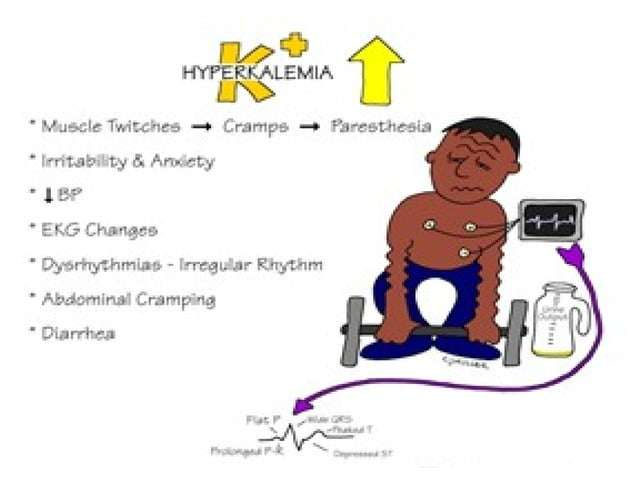 K+
HYPERKALEMIA
* Muscle Twitches → Cramps → Paresthesia
* Irritability & Anxiety
* ↓ BP
* EKG Changes
* Dysrhythmias - Irregular Rhythm
* Abdominal Cramping
* Diarrhea
Urine
Output
Flat P
Wide QRS
Peaked T
Prolonged P-R
Depressed ST